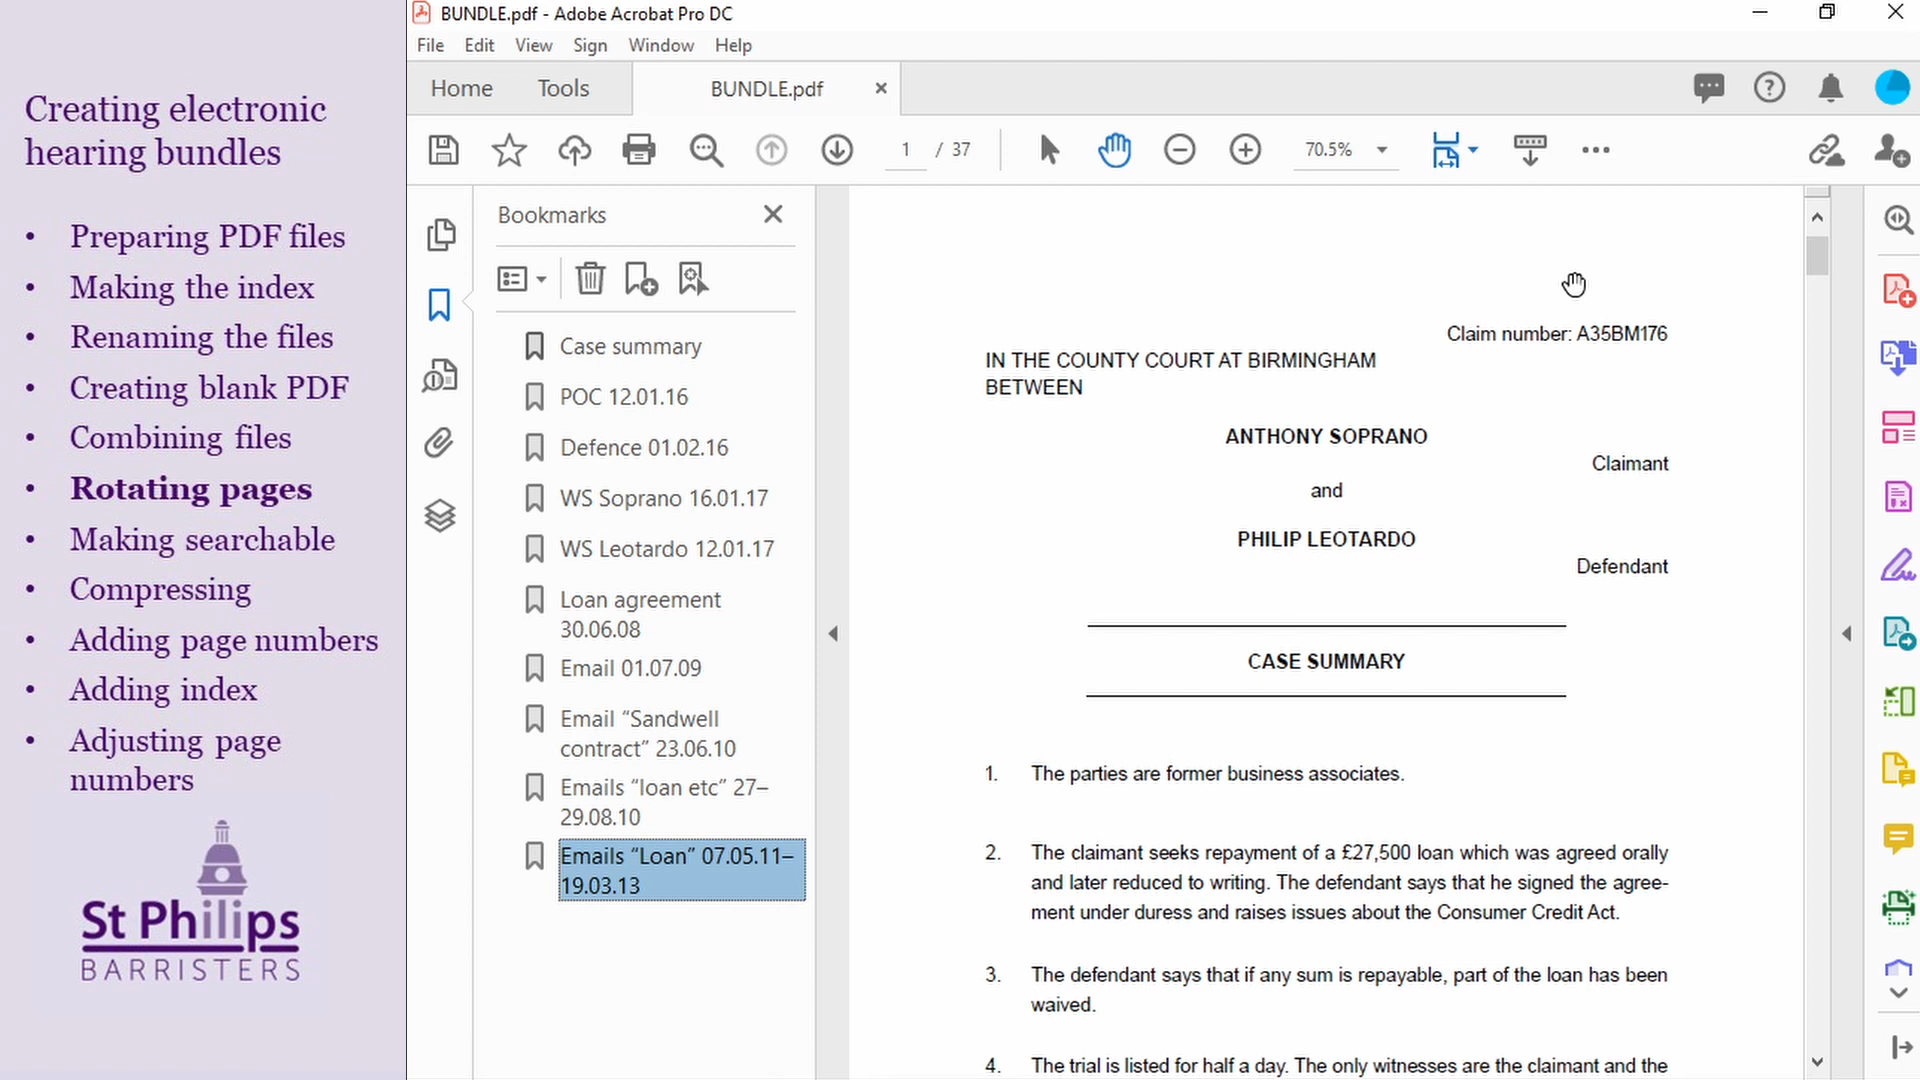 Creating electronic
hearing bundles
• Preparing PDF files
• Making the index
• Renaming the files
• Creating blank PDF
• Combining files
• Rotating pages
• Making searchable
• Compressing
• Adding page numbers
• Adding index
• Adjusting page
numbers
St Philips
BARRISTERS
BUNDLE.pdf - Adobe Acrobat Pro DC
File Edit View Sign Window Help
Home Tools BUNDLE.pdf
1 / 37 70.5%
Bookmarks
Case summary
POC 12.01.16
Defence 01.02.16
WS Soprano 16.01.17
WS Leotardo 12.01.17
Loan agreement
30.06.08
Email 01.07.09
Email “Sandwell
contract” 23.06.10
Emails “loan etc” 27–
29.08.10
Emails “Loan” 07.05.11–
19.03.13
Claim number: A35BM176
IN THE COUNTY COURT AT BIRMINGHAM
BETWEEN
ANTHONY SOPRANO
Claimant
and
PHILIP LEOTARDO
Defendant
CASE SUMMARY
1. The parties are former business associates.
2. The claimant seeks repayment of a £27,500 loan which was agreed orally
and later reduced to writing. The defendant says that he signed the agree-
ment under duress and raises issues about the Consumer Credit Act.
3. The defendant says that if any sum is repayable, part of the loan has been
waived.
4. The trial is listed for half a day. The only witnesses are the claimant and the